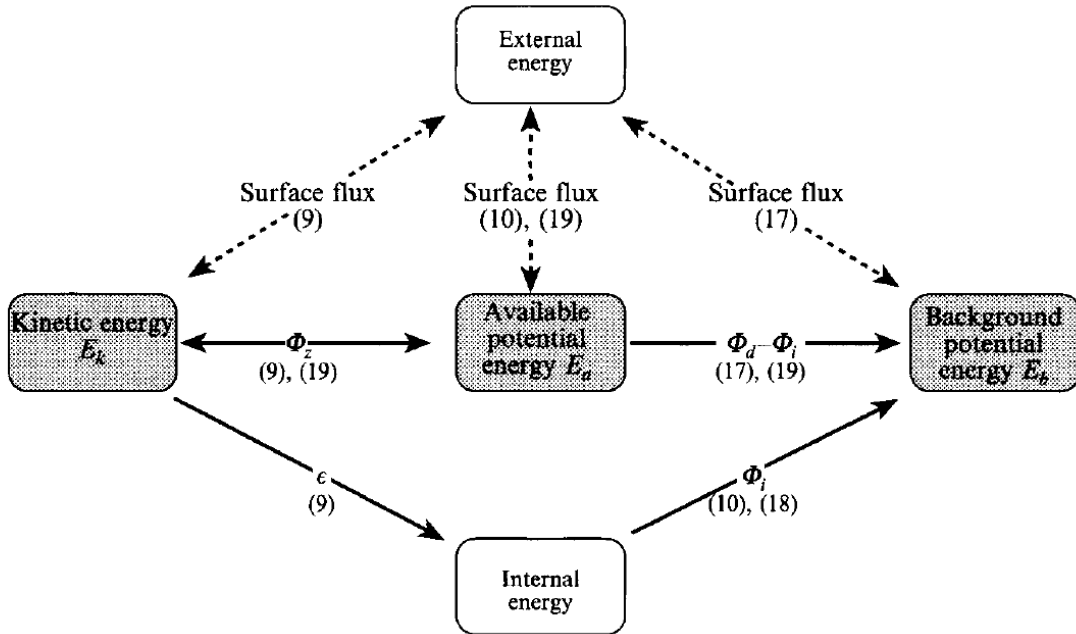 External
energy
Surface flux
(9)
Surface flux
(10), (19)
Surface flux
(17)
Kinetic energy
E_k
Φ_z
(9), (19)
Available
potential
energy E_a
Φ_d–Φ_i
(17), (19)
Background
potential
energy E_b
ϵ
(9)
Φ_i
(10), (18)
Internal
energy